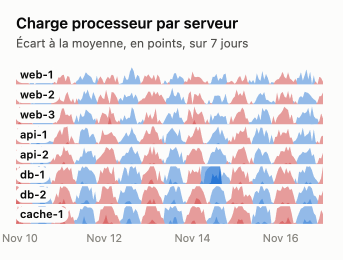 Charge processeur par serveur
Écart à la moyenne, en points, sur 7 jours
web-1
web-2
web-3
api-1
api-2
db-1
db-2
cache-1
Nov 10 Nov 12 Nov 14 Nov 16